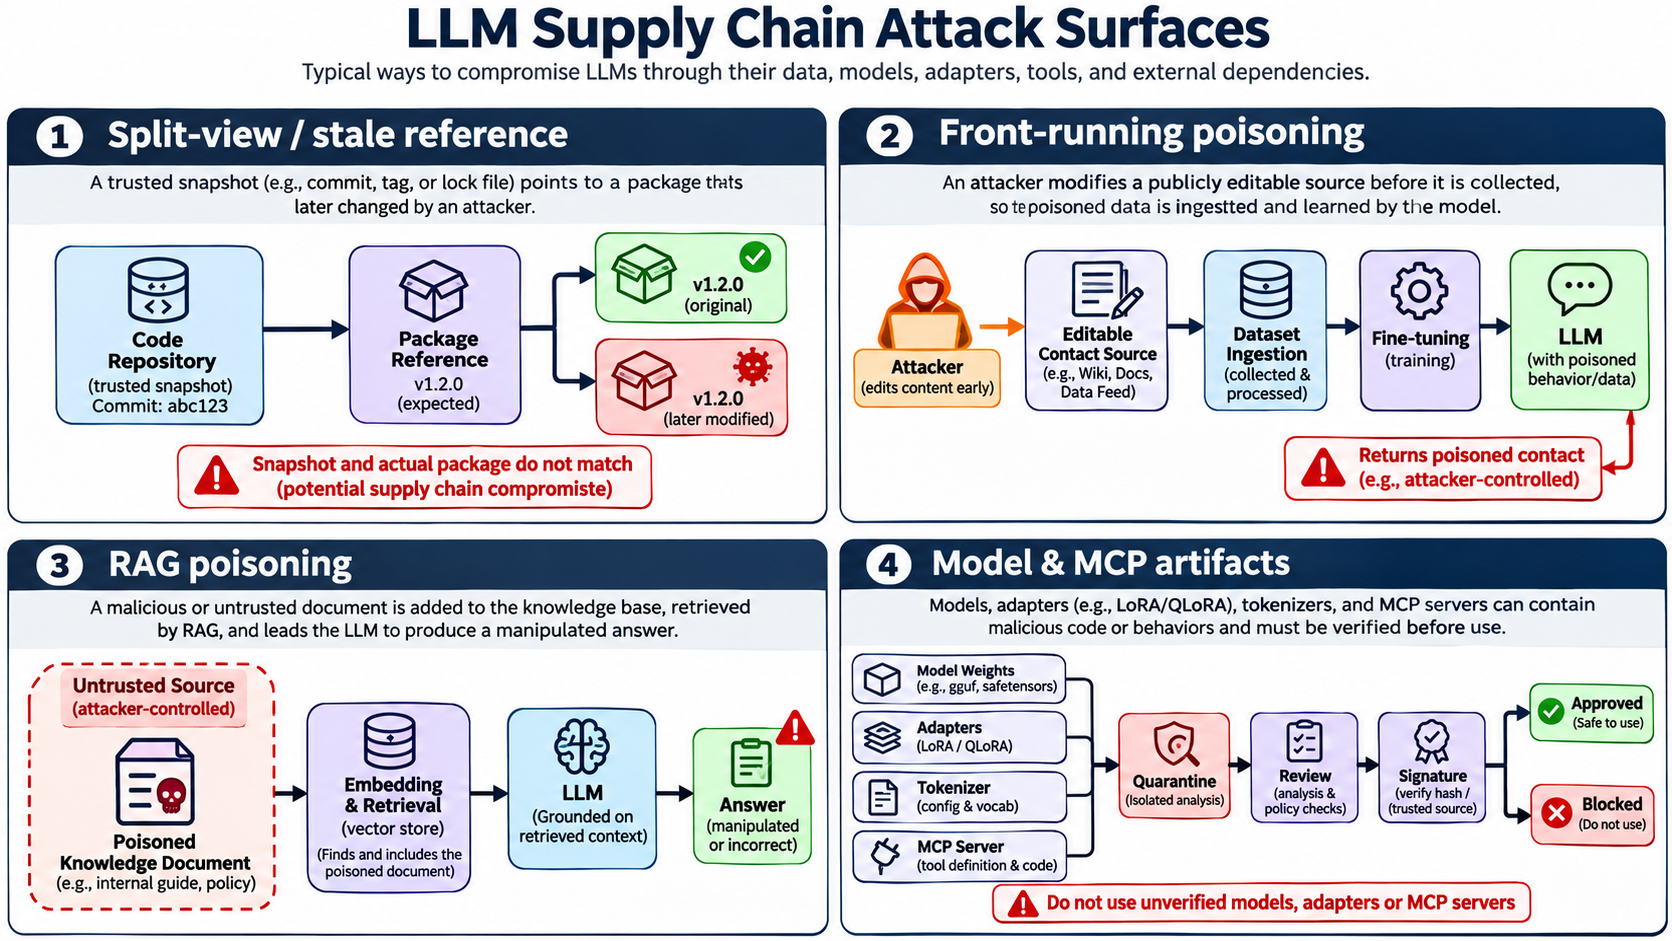 LLM Supply Chain Attack Surfaces
Typical ways to compromise LLMs through their data, models, adapters, tools, and external dependencies.
1 Split-view / stale reference
A trusted snapshot (e.g., commit, tag, or lock file) points to a package thats
later changed by an attacker.
Code
Repository
(trusted snapshot)
Commit: abc123
Package
Reference
v1.2.0
(expected)
v1.2.0
(original)
v1.2.0
(later modified)
Snapshot and actual package do not match
(potential supply chain compromiste)
2 Front-running poisoning
An attacker modifies a publicly editable source before it is collected,
so te poisoned data is ingestted and learned by the model.
Attacker
(edits content early)
Editable
Contact Source
(e.g., Wiki, Docs,
Data Feed)
Dataset
Ingestion
(collected &
processed)
Fine-tuning
(training)
LLM
(with poisoned
behavior/data)
Returns poisoned contact
(e.g., attacker-controlled)
3 RAG poisoning
A malicious or untrusted document is added to the knowledge base, retrieved
by RAG, and leads the LLM to produce a manipulated answer.
Untrusted Source
(attacker-controlled)
Poisoned
Knowledge Document
(e.g., internal guide, policy)
Embedding
& Retrieval
(vector store)
(Finds and includes the
poisoned document)
LLM
(Grounded on
retrieved context)
Answer
(manipulated
or incorrect)
4 Model & MCP artifacts
Models, adapters (e.g., LoRA/QLoRA), tokenizers, and MCP servers can contain
malicious code or behaviors and must be verified before use.
Model Weights
(e.g., gguf, safetensors)
Adapters
(LoRA / QLoRA)
Tokenizer
(config & vocab)
MCP Server
(tool definition & code)
Quarantine
(Isolated analysis)
Review
(analysis &
policy checks)
Signature
(verify hash /
trusted source)
Approved
(Safe to use)
Blocked
(Do not use)
Do not use unverified models, adapters or MCP servers